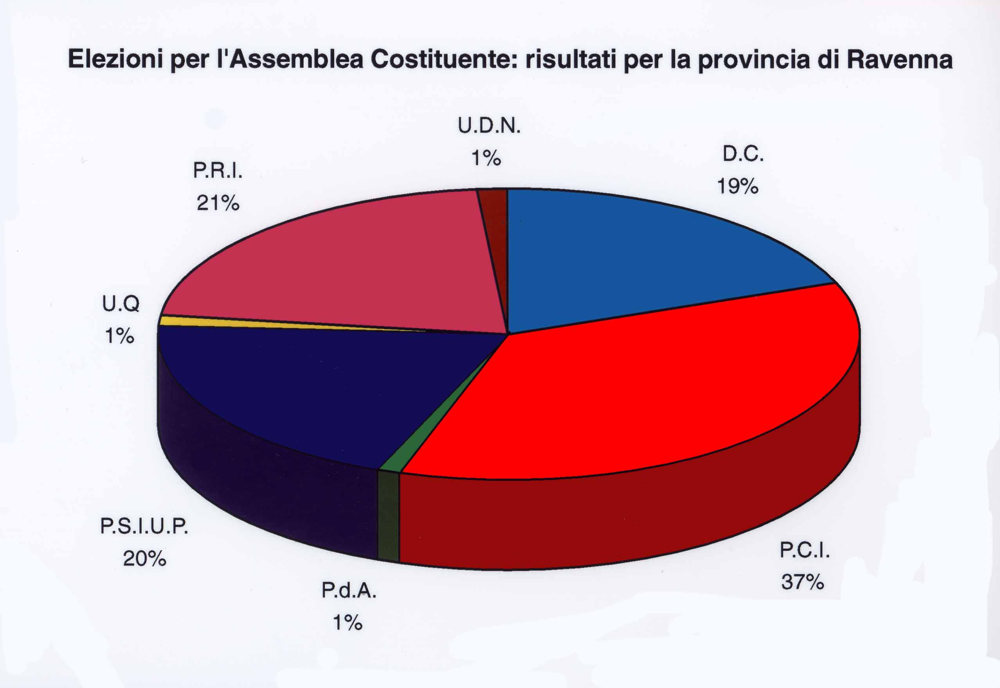 Elezioni per l'Assemblea Costituente: risultati per la provincia di Ravenna
U.D.N.
1%
D.C.
19%
P.R.I.
21%
U.Q
1%
P.S.I.U.P.
20%
P.d.A.
1%
P.C.I.
37%